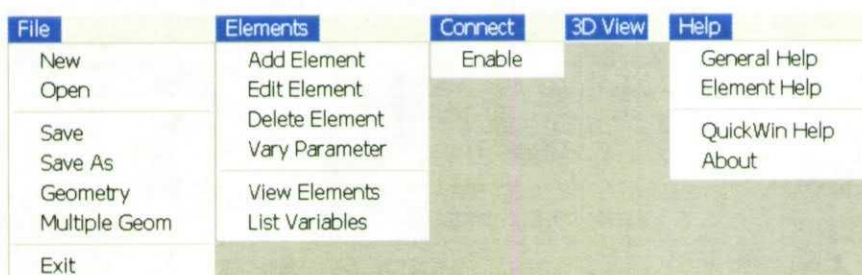 File
New
Open
Save
Save As
Geometry
Multiple Geom
Exit
Elements
Add Element
Edit Element
Delete Element
Vary Parameter
View Elements
List Variables
Connect
Enable
3D View
Help
General Help
Element Help
QuickWin Help
About